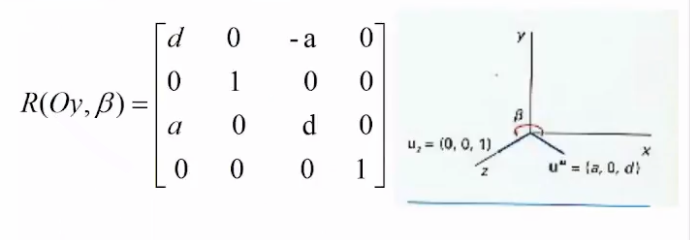 R(Oy, β) =
d 0 - a 0
0 1 0 0
a 0 d 0
0 0 0 1
y
β
u_z = (0, 0, 1)
x
z
u" = (a, 0, d)